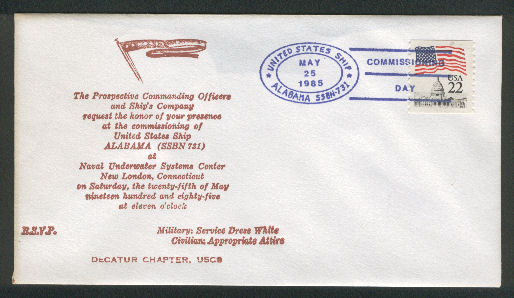 UNITED STATES SHIP
MAY
25
1985
ALABAMA SSBN-731
COMMISSIONING
DAY
USA
22
The Prospective Commanding Officers
and Ship's Company
request the honor of your presence
at the commissioning of
United States Ship
ALABAMA (SSBN 731)
at
Naval Underwater Systems Center
New London, Connecticut
on Saturday, the twenty-fifth of May
nineteen hundred and eighty-five
at eleven o'clock
R.S.V.P.
Military: Service Dress White
Civilian: Appropriate Attire
DECATUR CHAPTER, USCS